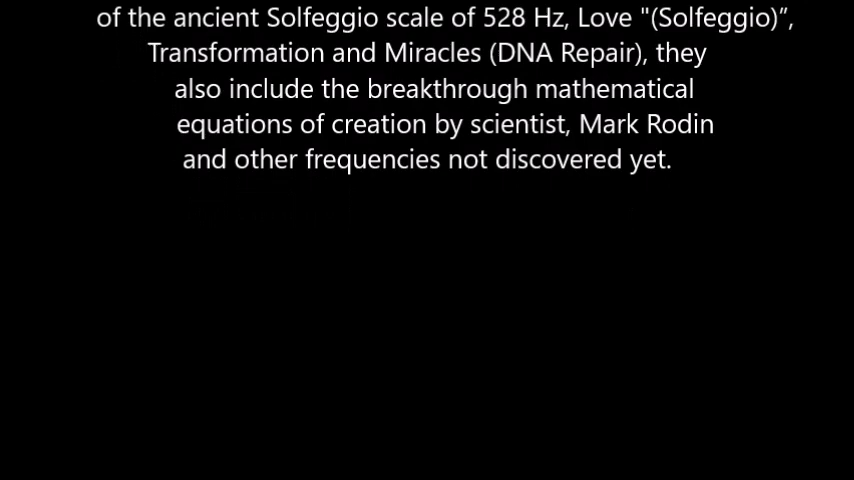 of the ancient Solfeggio scale of 528 Hz, Love "(Solfeggio)”,
Transformation and Miracles (DNA Repair), they
also include the breakthrough mathematical
equations of creation by scientist, Mark Rodin
and other frequencies not discovered yet.